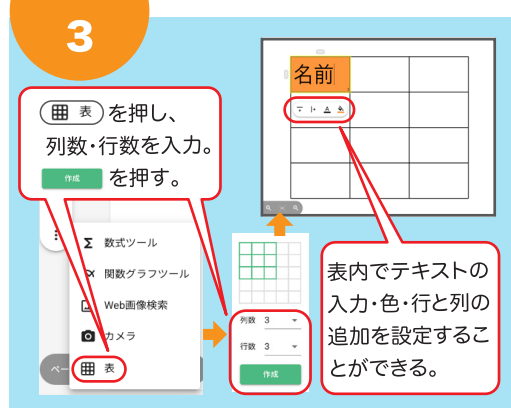 3
表 を押し、
列数・行数を入力。
作成 を押す。
数式ツール
関数グラフツール
Web画像検索
カメラ
表
ペー
列数 3
行数 3
作成
名前
表内でテキストの
入力・色・行と列の
追加を設定するこ
とができる。